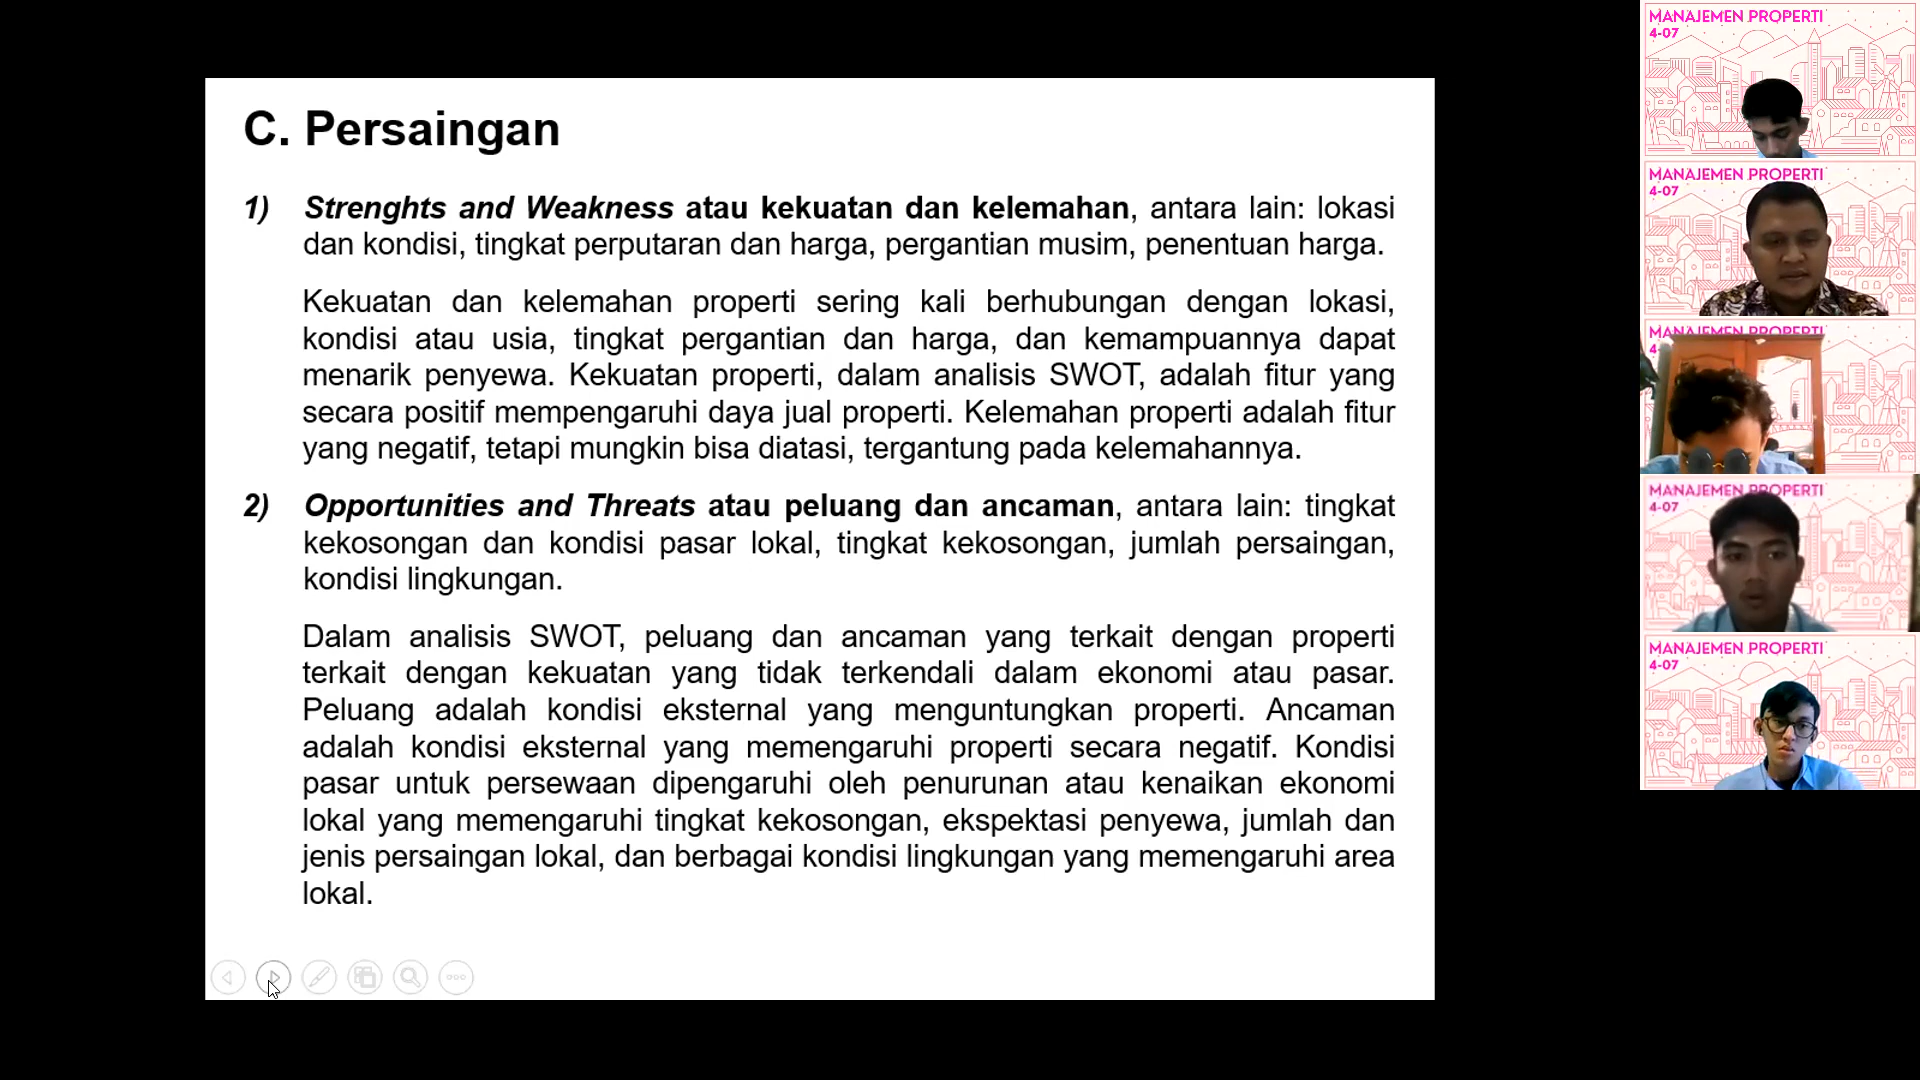 C. Persaingan
1) Strenghts and Weakness atau kekuatan dan kelemahan, antara lain: lokasi
dan kondisi, tingkat perputaran dan harga, pergantian musim, penentuan harga.
Kekuatan dan kelemahan properti sering kali berhubungan dengan lokasi,
kondisi atau usia, tingkat pergantian dan harga, dan kemampuannya dapat
menarik penyewa. Kekuatan properti, dalam analisis SWOT, adalah fitur yang
secara positif mempengaruhi daya jual properti. Kelemahan properti adalah fitur
yang negatif, tetapi mungkin bisa diatasi, tergantung pada kelemahannya.
2) Opportunities and Threats atau peluang dan ancaman, antara lain: tingkat
kekosongan dan kondisi pasar lokal, tingkat kekosongan, jumlah persaingan,
kondisi lingkungan.
Dalam analisis SWOT, peluang dan ancaman yang terkait dengan properti
terkait dengan kekuatan yang tidak terkendali dalam ekonomi atau pasar.
Peluang adalah kondisi eksternal yang menguntungkan properti. Ancaman
adalah kondisi eksternal yang memengaruhi properti secara negatif. Kondisi
pasar untuk persewaan dipengaruhi oleh penurunan atau kenaikan ekonomi
lokal yang memengaruhi tingkat kekosongan, ekspektasi penyewa, jumlah dan
jenis persaingan lokal, dan berbagai kondisi lingkungan yang memengaruhi area
lokal.
MANAJEMEN PROPERTI
4-07
MANAJEMEN PROPERTI
4-07
MANAJEMEN PROPERTI
4-
MANAJEMEN PROPERTI
4-07
MANAJEMEN PROPERTI
4-07